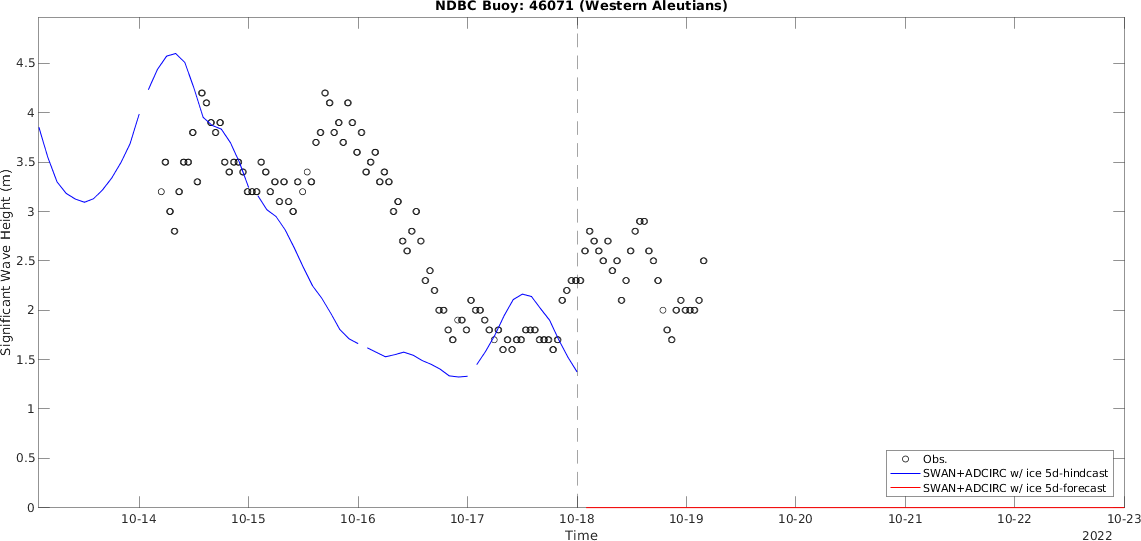 NDBC Buoy: 46071 (Western Aleutians)
Significant Wave Height (m)
4.5
4
3.5
3
2.5
2
1.5
1
0.5
0
10-14 10-15 10-16 10-17 10-18 10-19 10-20 10-21 10-22 10-23
Time
2022
Obs.
SWAN+ADCIRC w/ ice 5d-hindcast
SWAN+ADCIRC w/ ice 5d-forecast